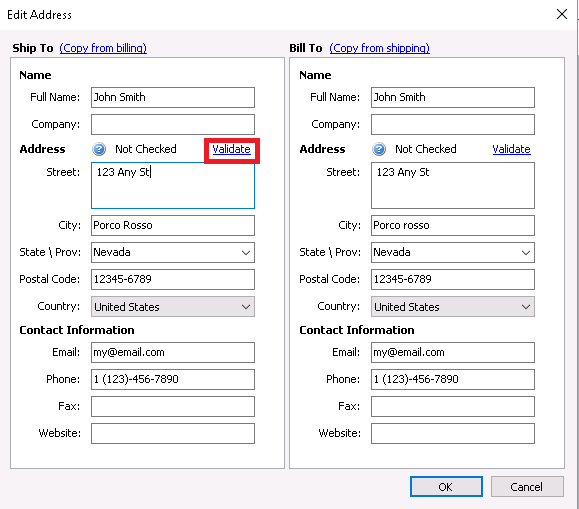 Edit Address
Ship To (Copy from billing)
Name
Full Name: John Smith
Company:
Address Not Checked Validate
Street: 123 Any St
City: Porco Rosso
State \ Prov: Nevada
Postal Code: 12345-6789
Country: United States
Contact Information
Email: my@email.com
Phone: 1 (123)-456-7890
Fax:
Website:
Bill To (Copy from shipping)
Name
Full Name: John Smith
Company:
Address Not Checked Validate
Street: 123 Any St
City: Porco rosso
State \ Prov: Nevada
Postal Code: 12345-6789
Country: United States
Contact Information
Email: my@email.com
Phone: 1 (123)-456-7890
Fax:
Website:
OK Cancel